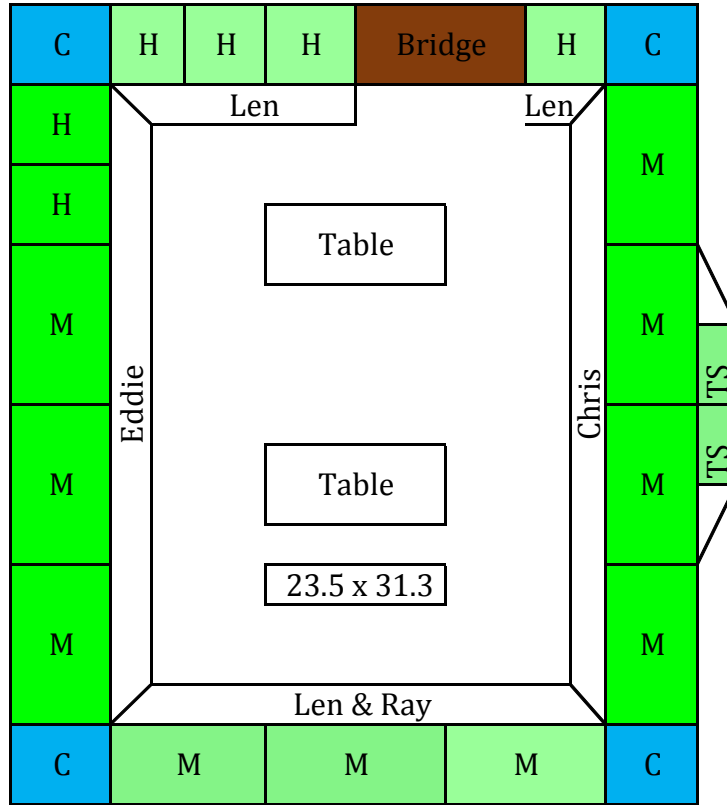 C H H H Bridge H C
Len Len
H
M
H
Table
M M
TS
Eddie
Chris
TS
M Table M
23.5 x 31.3
M M
Len & Ray
C M M M C